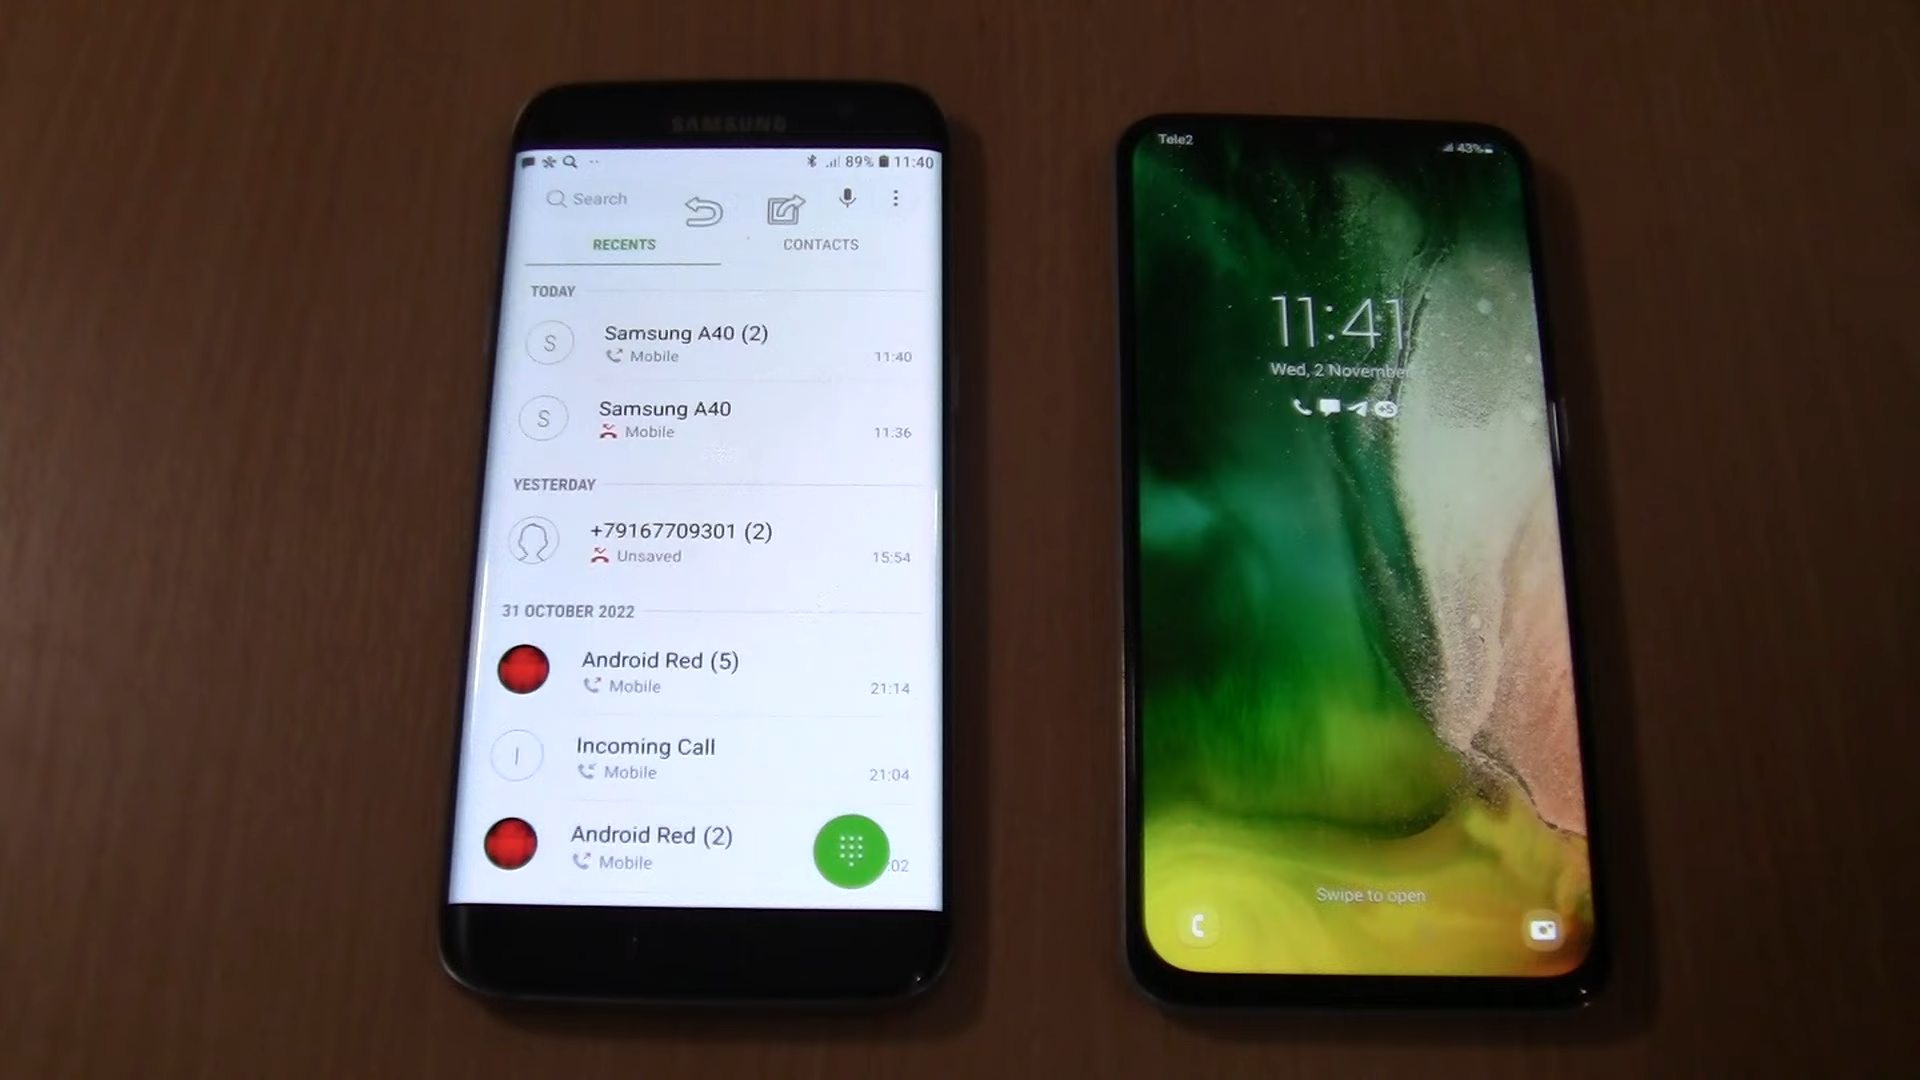 SAMSUNG
89% 11:40
Search
RECENTS
CONTACTS
TODAY
Samsung A40 (2)
Mobile
11:40
S
Samsung A40
Mobile
11:36
S
YESTERDAY
+79167709301 (2)
Unsaved
15:54
31 OCTOBER 2022
Android Red (5)
Mobile
21:14
Incoming Call
Mobile
21:04
I
Android Red (2)
Mobile
:02
Tele2
43%
11:41
Wed, 2 November
+5
Swipe to open